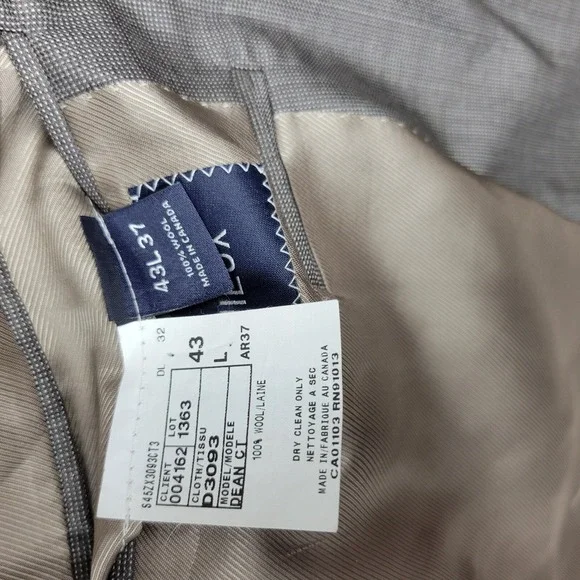 43L 37
100% WOOL
MADE IN CANADA
S45ZX3093CT3
DL 32
CLIENT LOT
004162 1363
43
CLOTH/TISSU
D3093
L
MODEL/MODELE
DEAN CT
AR37
100% WOOL/LAINE
DRY CLEAN ONLY
NETTOYAGE A SEC
MADE IN/FABRIQUE AU CANADA
CA01103 RN91013